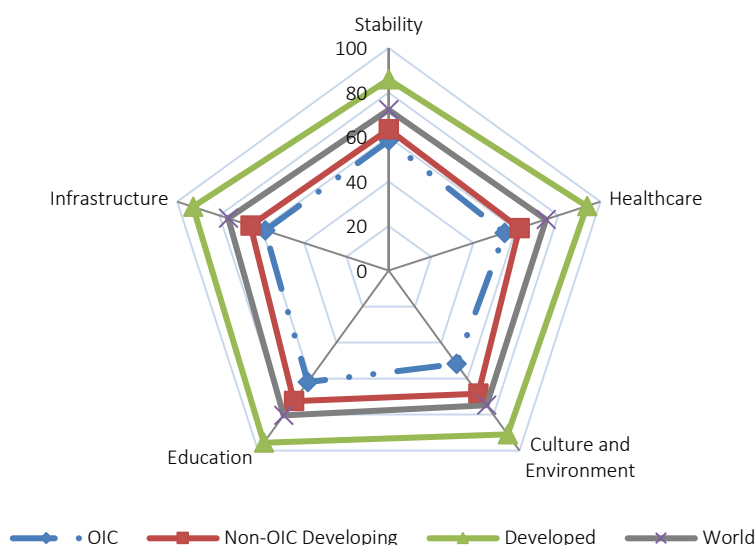 Stability
100
80
60
40
20
0
Infrastructure
Healthcare
Education
Culture and
Environment
OIC
Non-OIC Developing
Developed
World